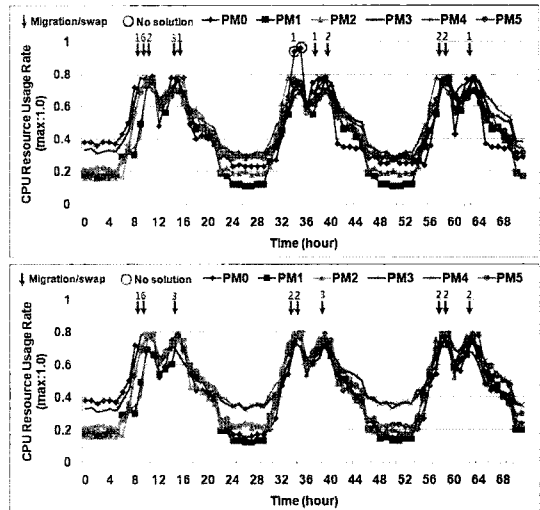 Migration/swap No solution PM0 PM1 PM2 PM3 PM4 PM5
162 31 1 1 2 22 1
1
0.8
0.6
0.4
0.2
0
CPU Resource Usage Rate
(max:1.0)
0 4 8 12 16 20 24 28 32 36 40 44 48 52 56 60 64 68
Time (hour)
Migration/swap No solution PM0 PM1 PM2 PM3 PM4 PM5
16 3 22 3 22 2
1
0.8
0.6
0.4
0.2
0
CPU Resource Usage Rate
(max:1.0)
0 4 8 12 16 20 24 28 32 36 40 44 48 52 56 60 64 68
Time (hour)